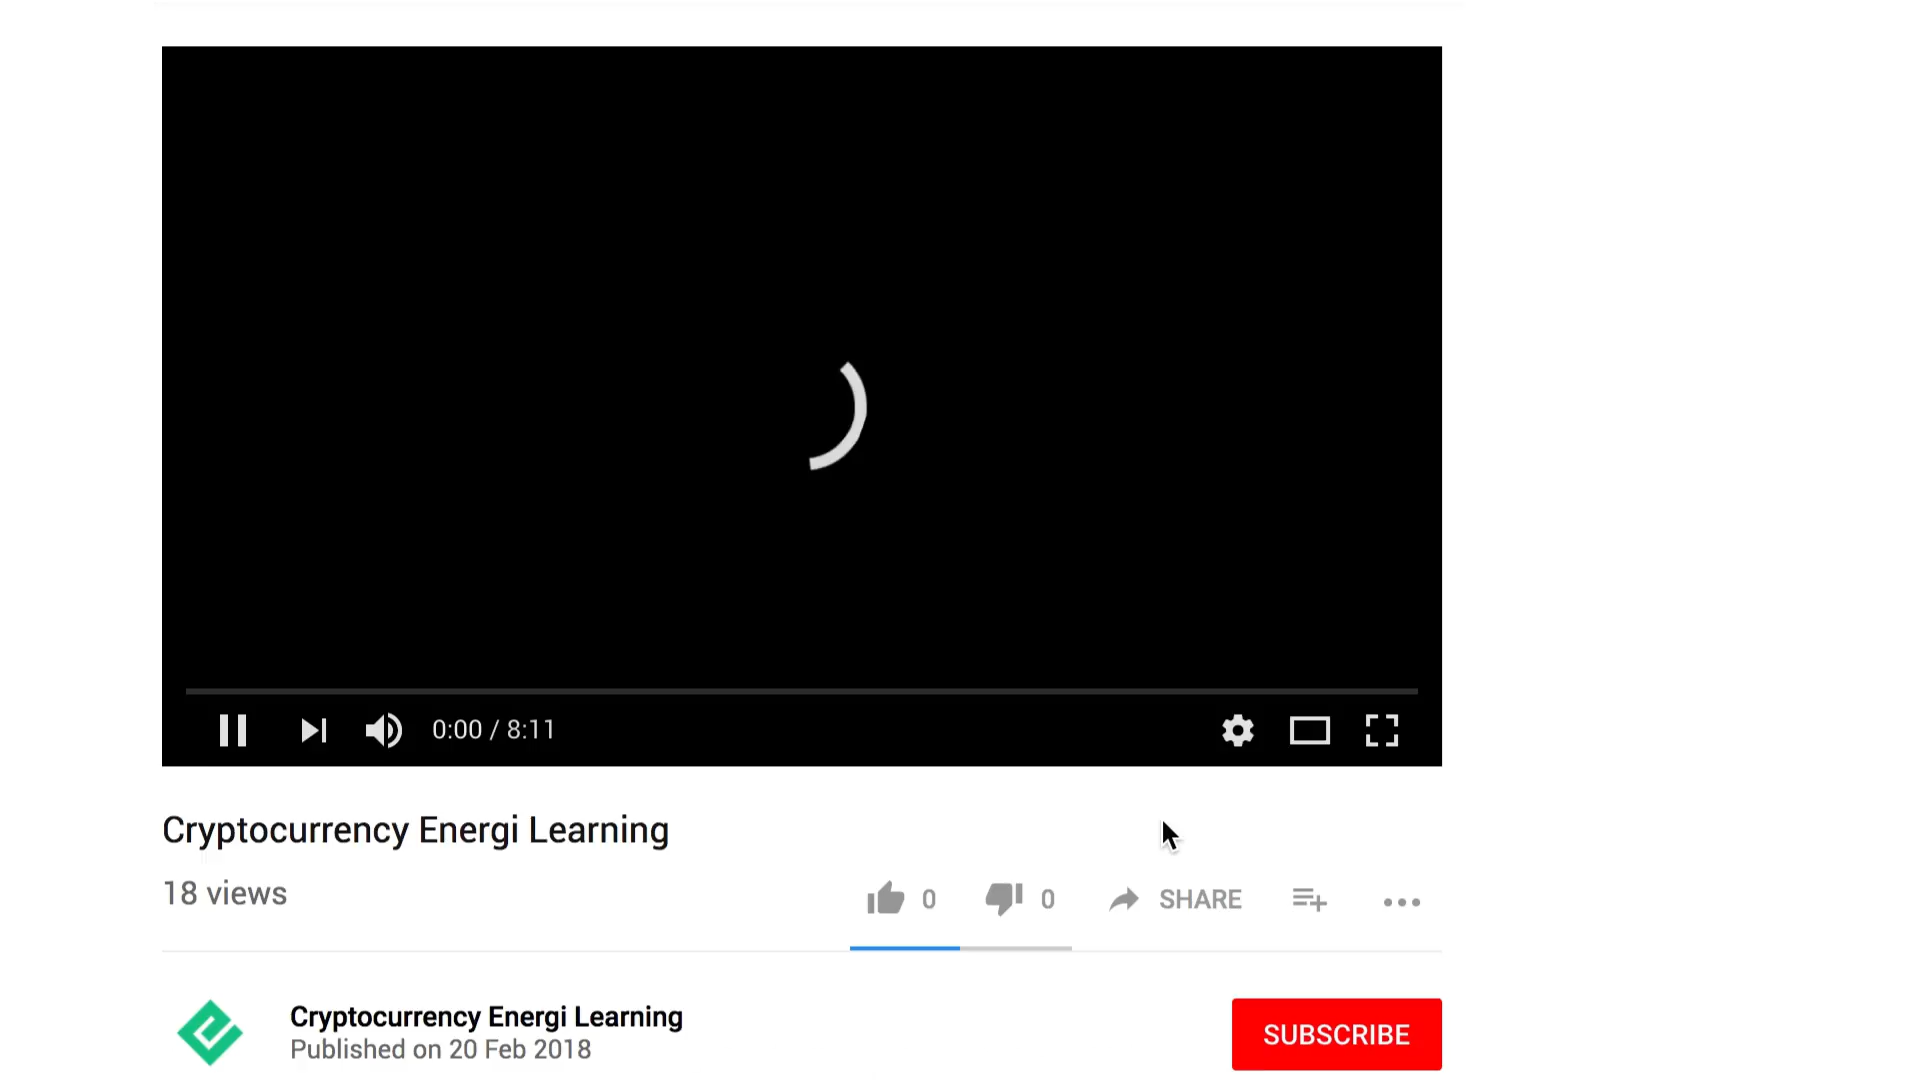 0:00 / 8:11
Cryptocurrency Energi Learning
18 views
0
0
SHARE
Cryptocurrency Energi Learning
Published on 20 Feb 2018
SUBSCRIBE